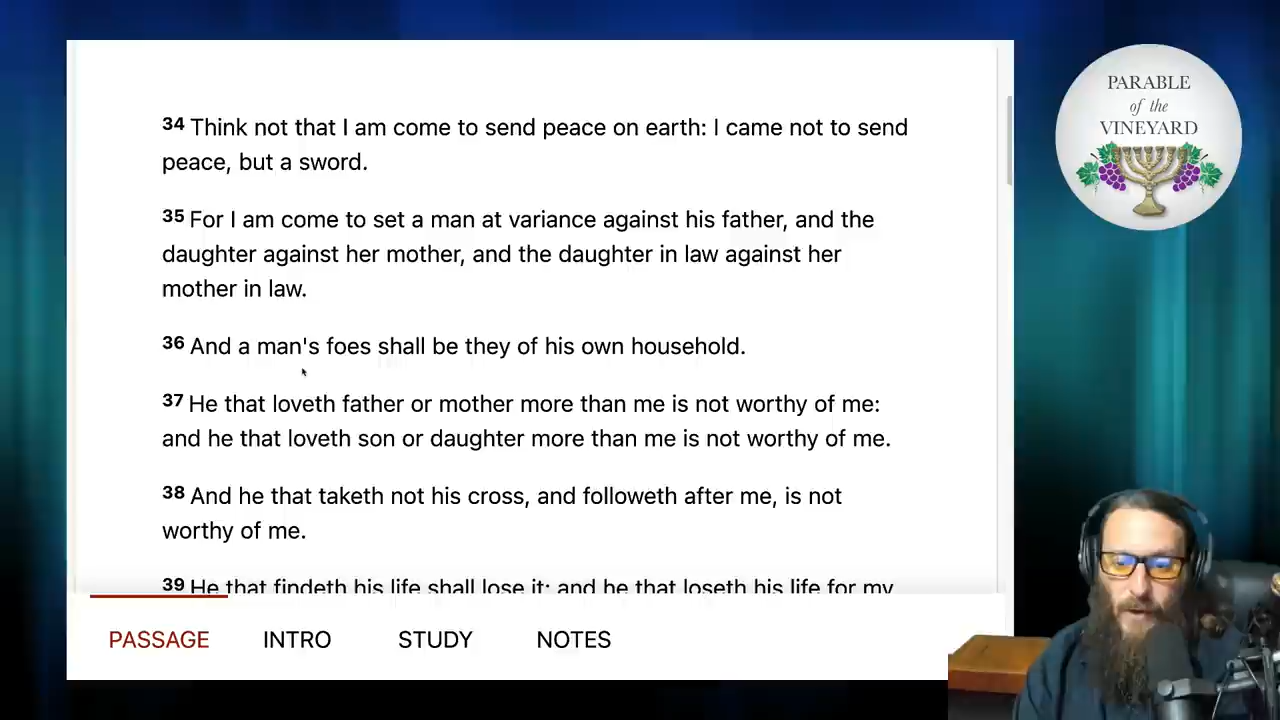 34 Think not that I am come to send peace on earth: I came not to send
peace, but a sword.
35 For I am come to set a man at variance against his father, and the
daughter against her mother, and the daughter in law against her
mother in law.
36 And a man's foes shall be they of his own household.
37 He that loveth father or mother more than me is not worthy of me:
and he that loveth son or daughter more than me is not worthy of me.
38 And he that taketh not his cross, and followeth after me, is not
worthy of me.
39 He that findeth his life shall lose it: and he that loseth his life for my
PASSAGE INTRO STUDY NOTES
PARABLE
of the
VINEYARD